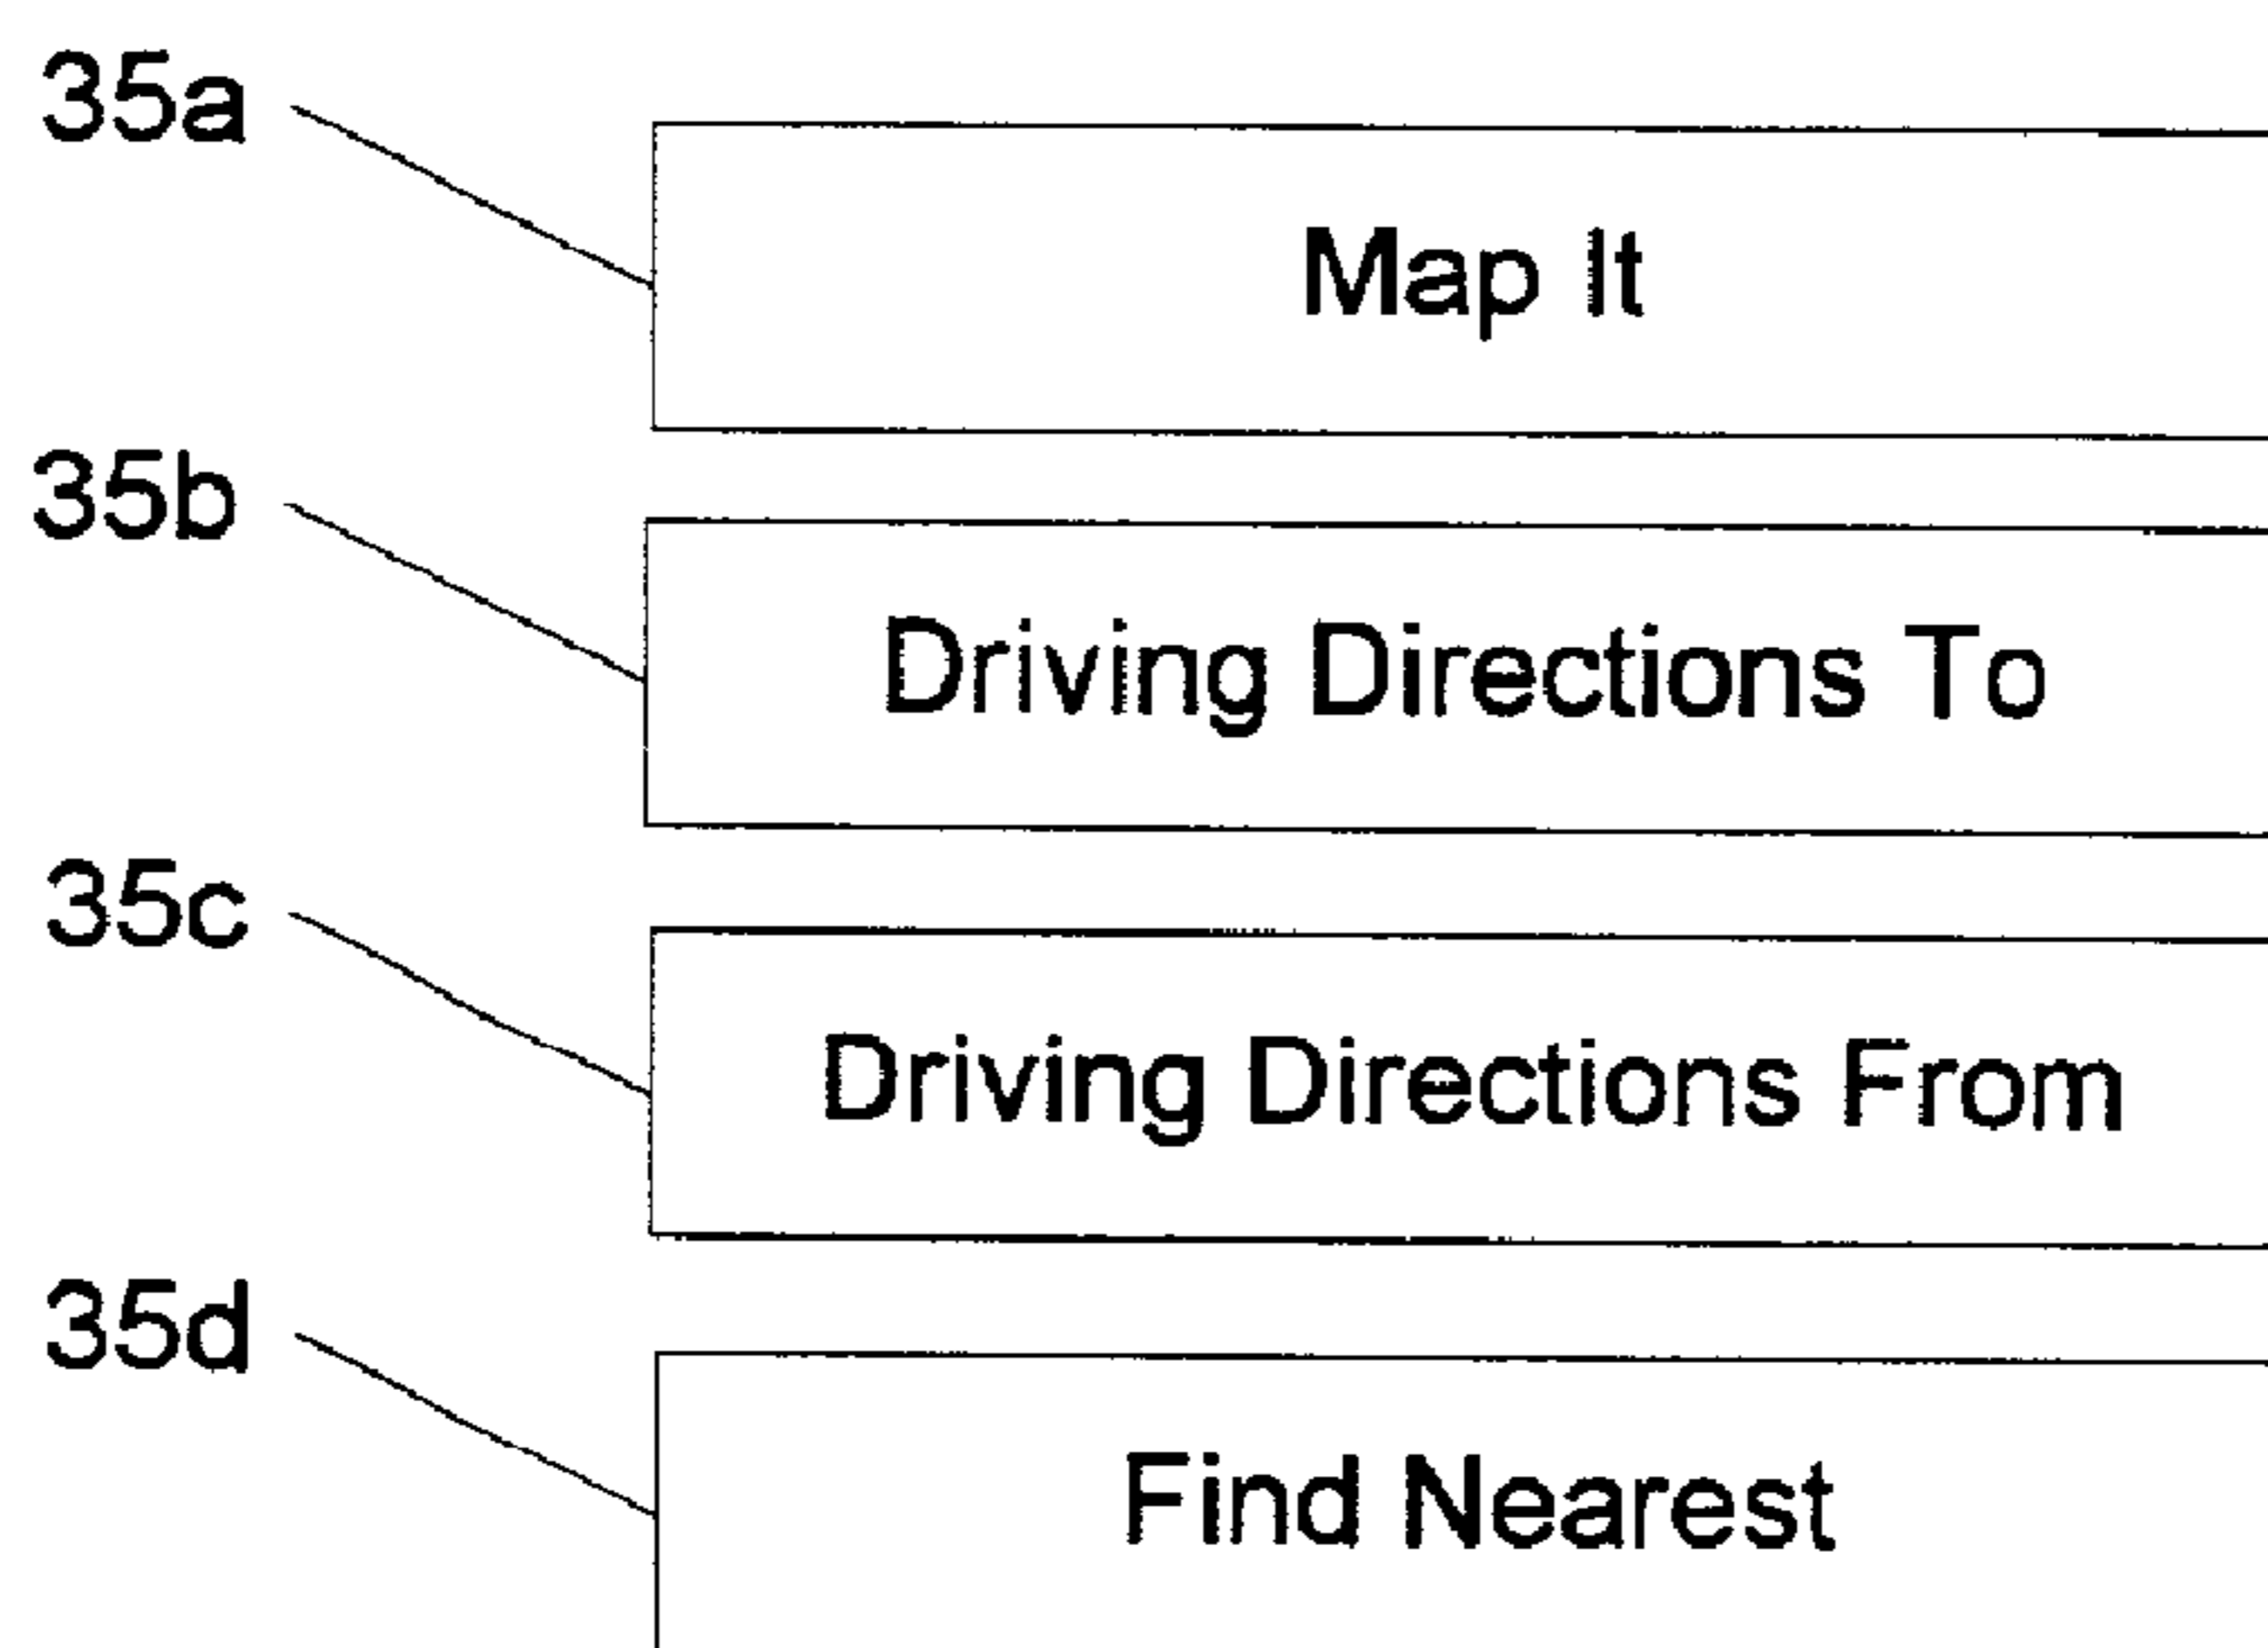 35a
Map It
35b
Driving Directions To
35c
Driving Directions From
35d
Find Nearest